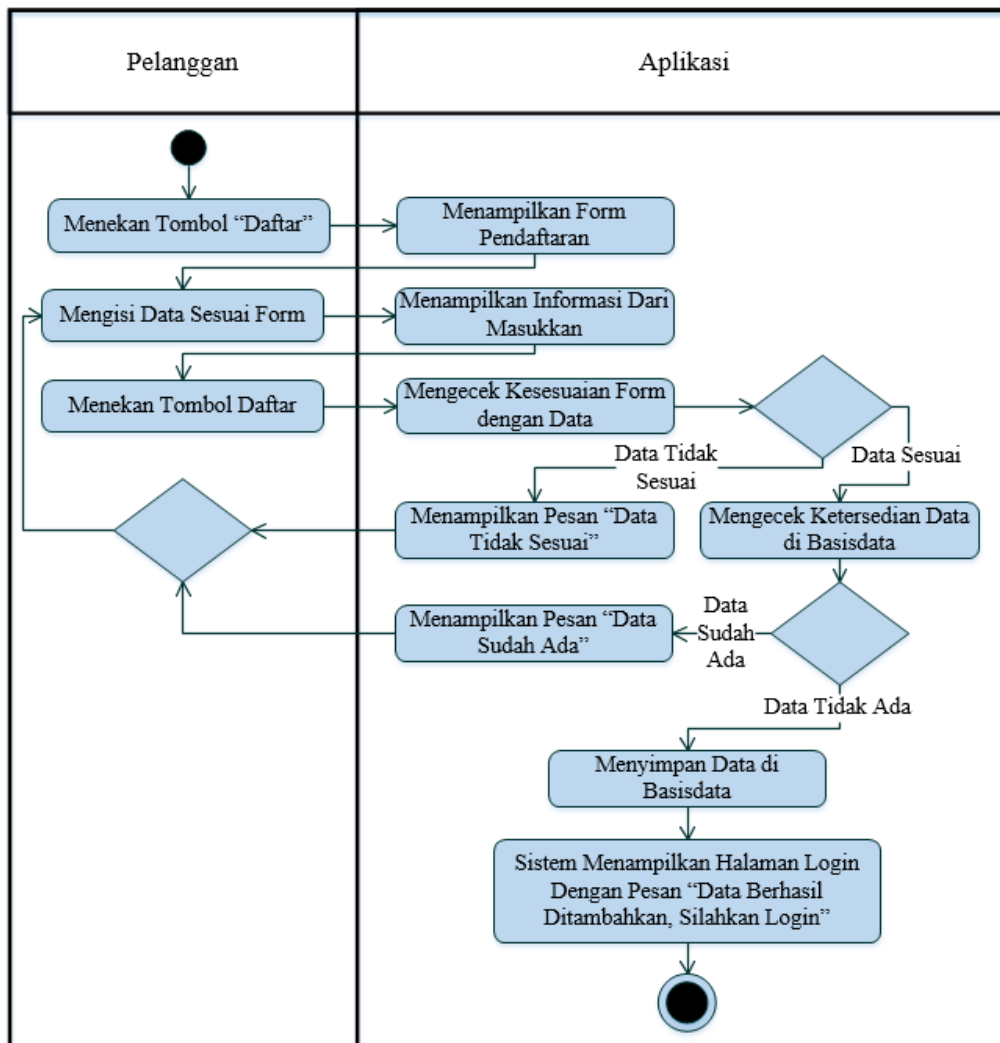 Pelanggan
Aplikasi
Menekan Tombol “Daftar”
Menampilkan Form
Pendaftaran
Mengisi Data Sesuai Form
Menampilkan Informasi Dari
Masukkan
Menekan Tombol Daftar
Mengecek Kesesuaian Form
dengan Data
Data Tidak
Sesuai
Data Sesuai
Menampilkan Pesan “Data
Tidak Sesuai”
Mengecek Ketersedian Data
di Basisdata
Menampilkan Pesan “Data
Sudah Ada”
Data
Sudah
Ada
Data Tidak Ada
Menyimpan Data di
Basisdata
Sistem Menampilkan Halaman Login
Dengan Pesan “Data Berhasil
Ditambahkan, Silahkan Login”